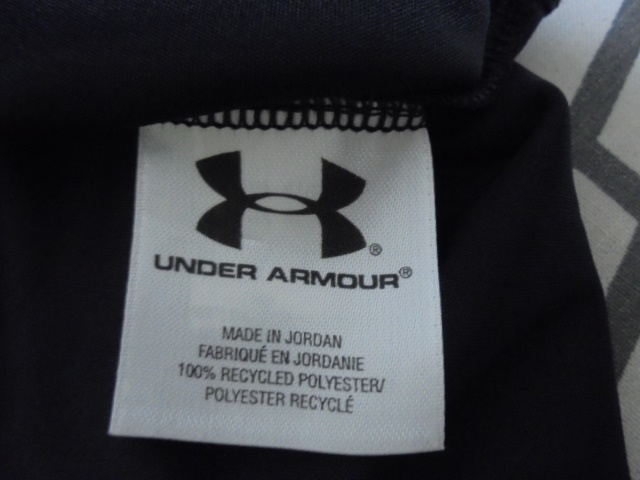 ®
UNDER ARMOUR®
MADE IN JORDAN
FABRIQUÉ EN JORDANIE
100% RECYCLED POLYESTER/
POLYESTER RECYCLÉ